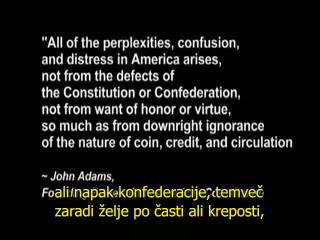 "All of the perplexities, confusion,
and distress in America arises,
not from the defects of
the Constitution or Confederation,
not from want of honor or virtue,
so much as from downright ignorance
of the nature of coin, credit, and circulation
~ John Adams,
ali napak konfederacije, temveč
zaradi želje po časti ali kreposti,